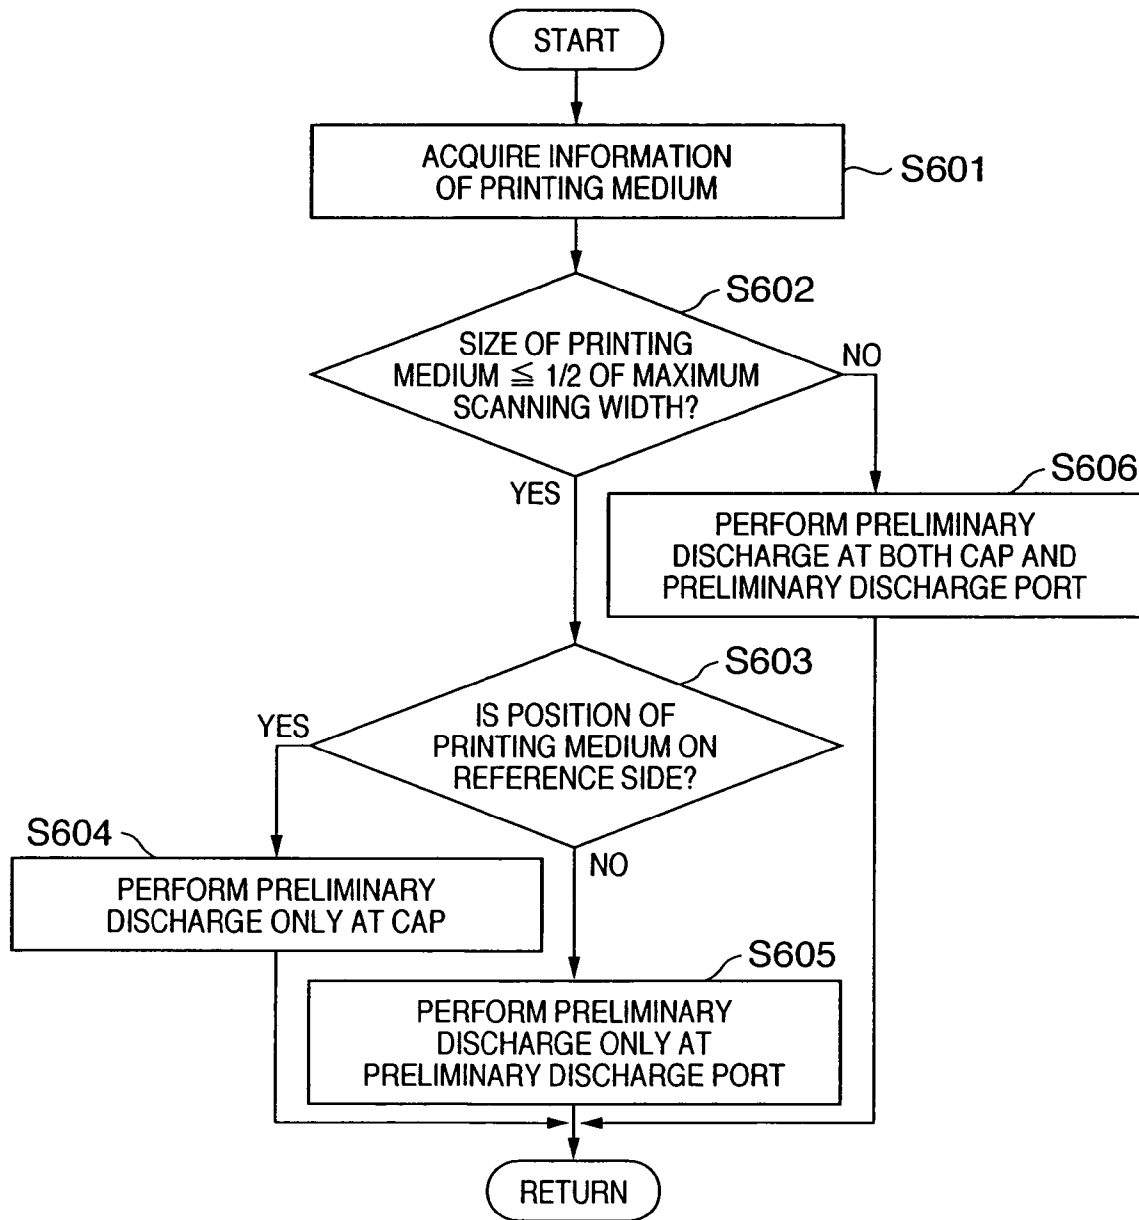 START
ACQUIRE INFORMATION
OF PRINTING MEDIUM
S601
S602
SIZE OF PRINTING
MEDIUM ≦ 1/2 OF MAXIMUM
SCANNING WIDTH?
NO
YES
S606
PERFORM PRELIMINARY
DISCHARGE AT BOTH CAP AND
PRELIMINARY DISCHARGE PORT
S603
IS POSITION OF
PRINTING MEDIUM ON
REFERENCE SIDE?
YES
NO
S604
PERFORM PRELIMINARY
DISCHARGE ONLY AT CAP
S605
PERFORM PRELIMINARY
DISCHARGE ONLY AT
PRELIMINARY DISCHARGE PORT
RETURN